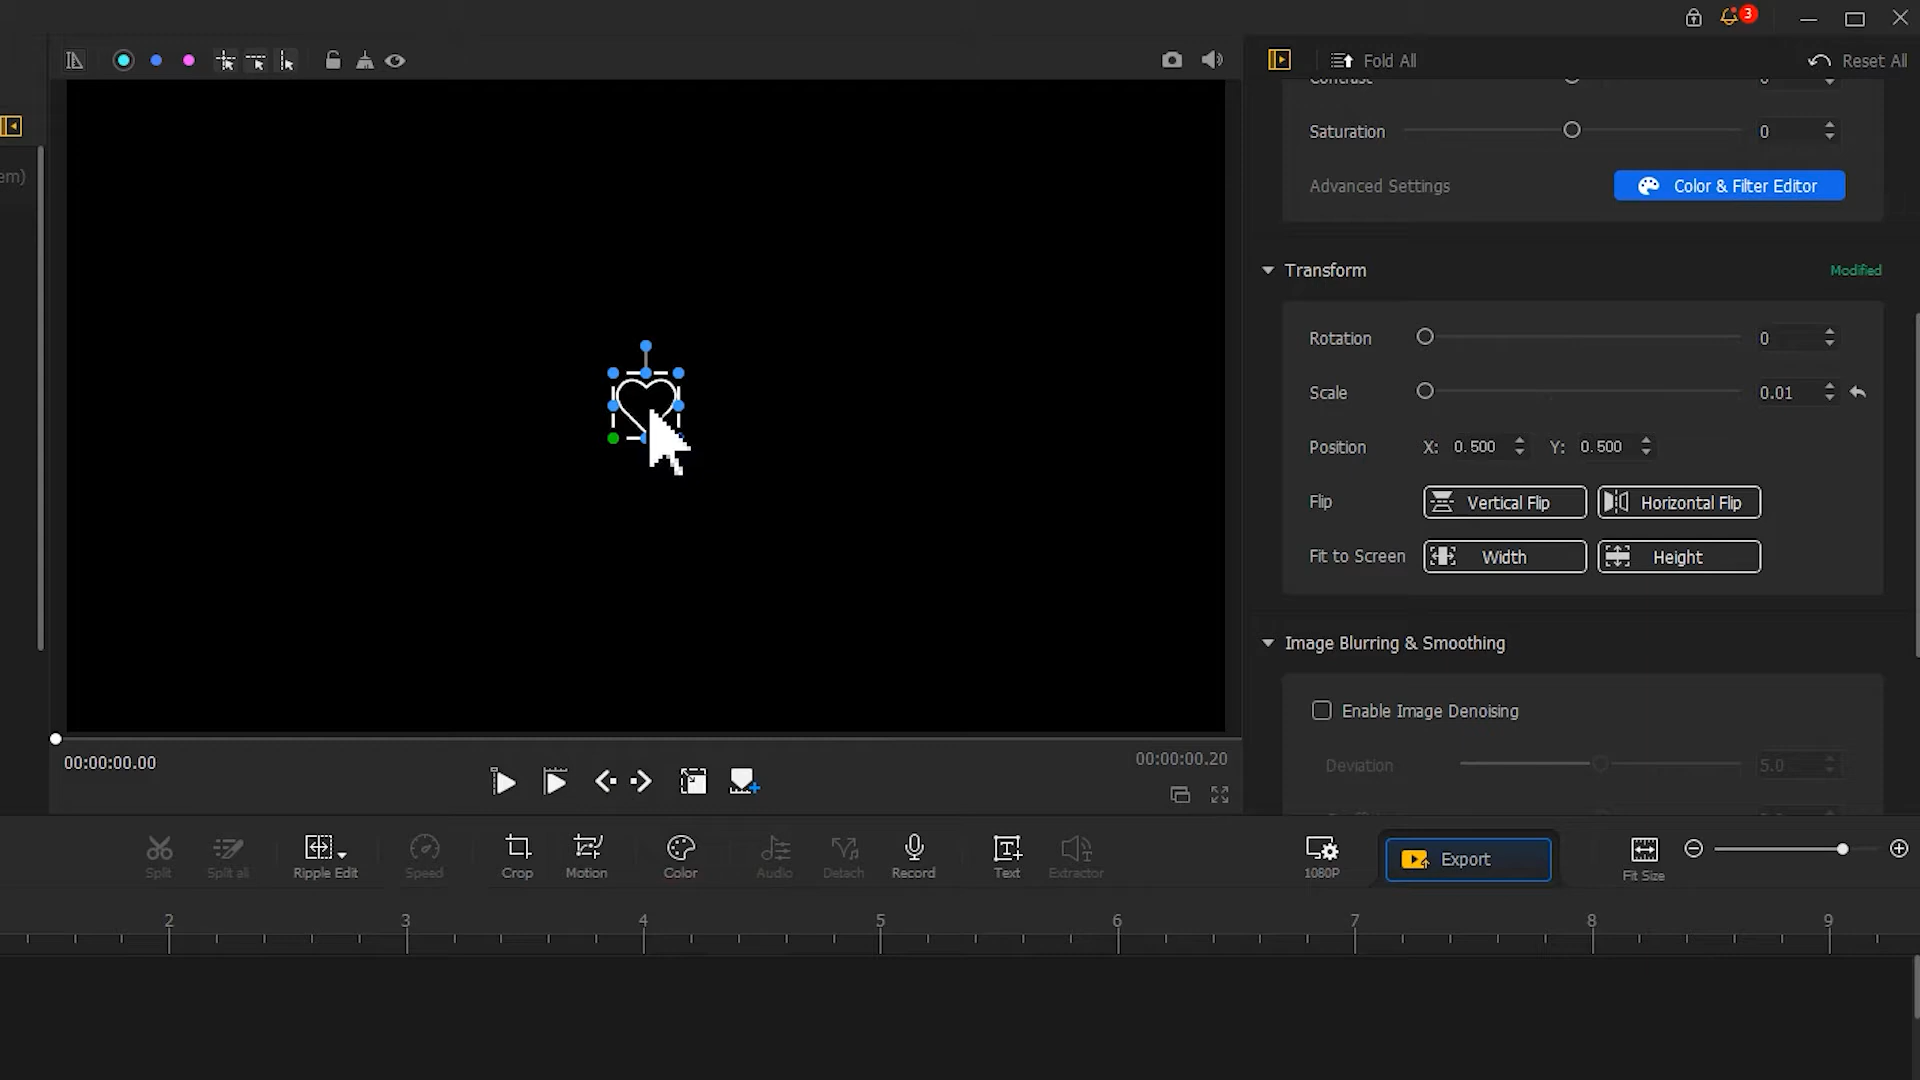 3
Fold All
Reset All
Contrast
0
Saturation
0
em)
Advanced Settings
Color & Filter Editor
Transform
Modified
Rotation
0
Scale
0.01
Position
X:
0.500
Y:
0.500
Flip
Vertical Flip
Horizontal Flip
Fit to Screen
Width
Height
Image Blurring & Smoothing
Enable Image Denoising
Deviation
5.0
00:00:00.00
00:00:00.20
Split
Split all
Ripple Edit
Speed
Crop
Motion
Color
Audio
Detach
Record
Text
Extractor
1080P
Export
Fit Size
2
3
4
5
6
7
8
9